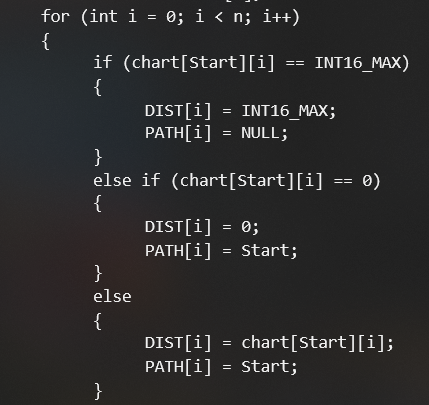 for (int i = 0; i < n; i++)
{
if (chart[Start][i] == INT16_MAX)
{
DIST[i] = INT16_MAX;
PATH[i] = NULL;
}
else if (chart[Start][i] == 0)
{
DIST[i] = 0;
PATH[i] = Start;
}
else
{
DIST[i] = chart[Start][i];
PATH[i] = Start;
}